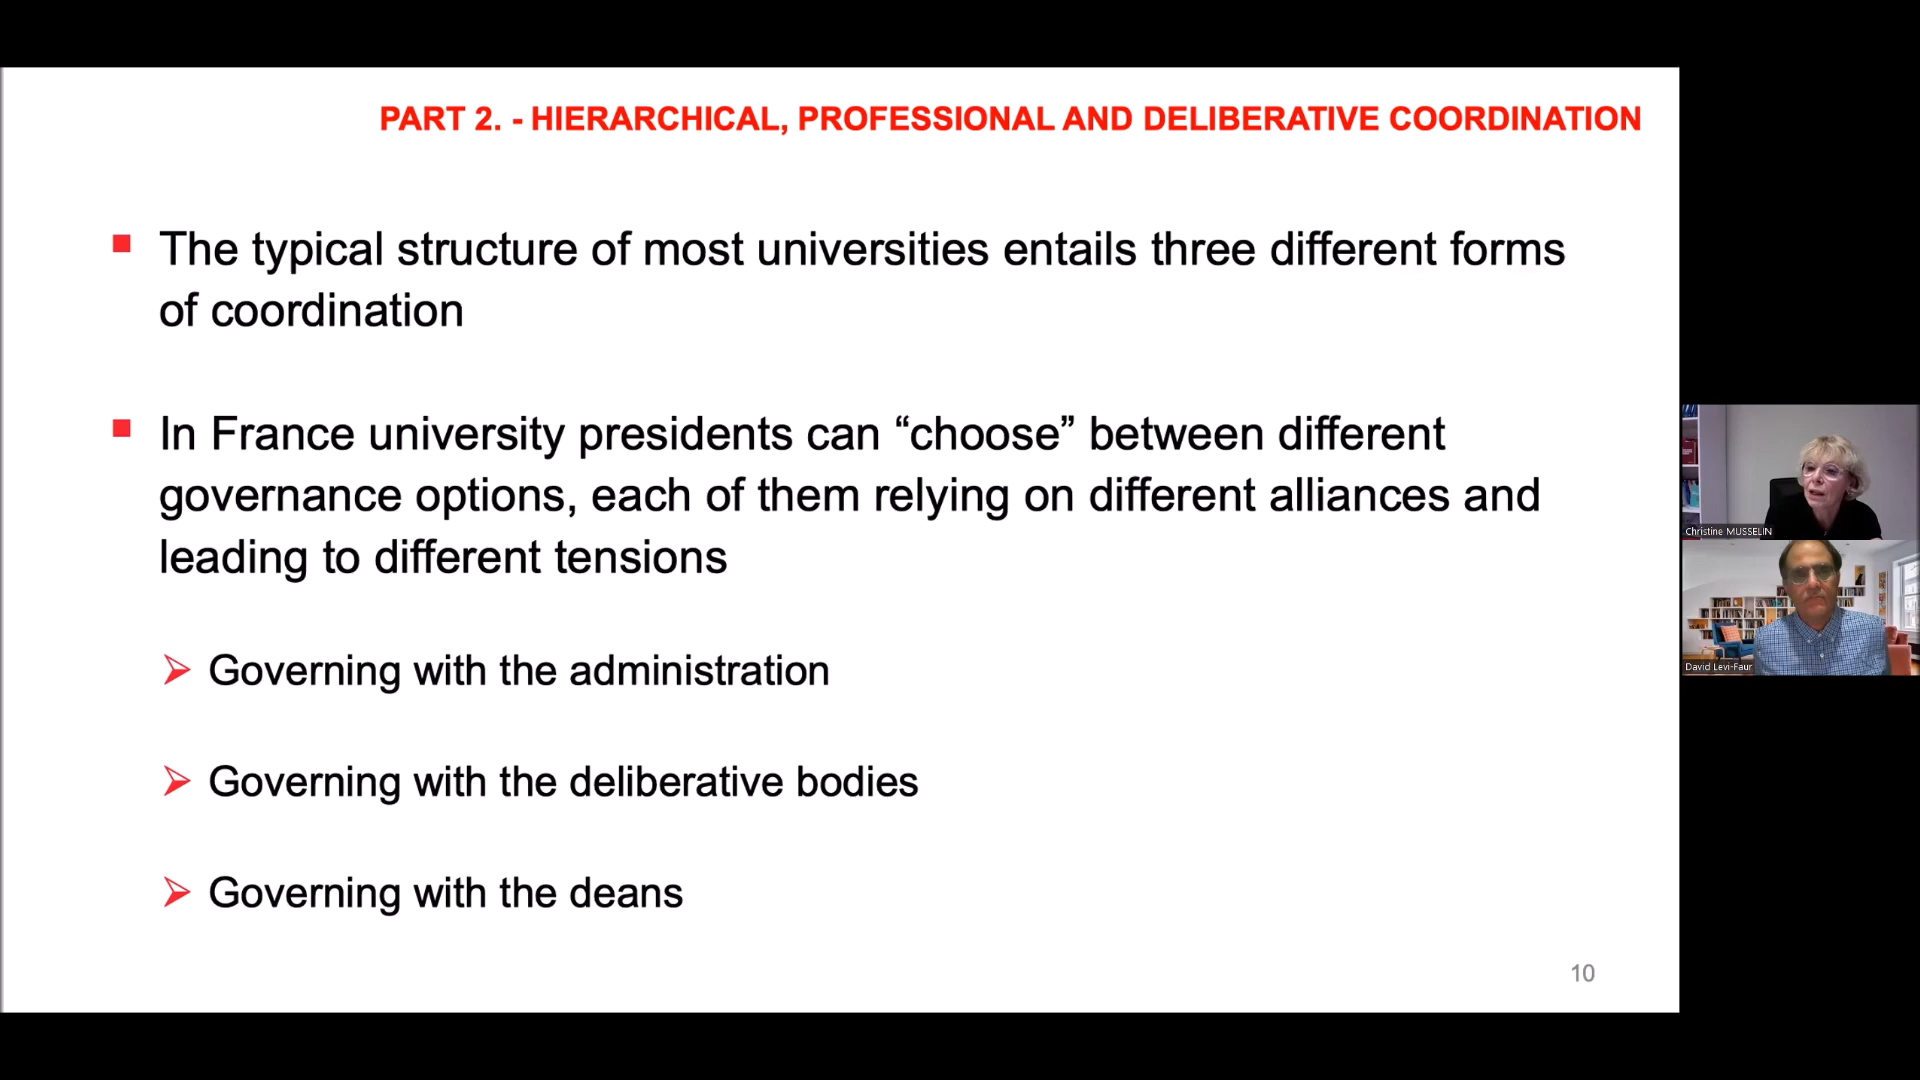 PART 2. - HIERARCHICAL, PROFESSIONAL AND DELIBERATIVE COORDINATION
The typical structure of most universities entails three different forms
of coordination
In France university presidents can “choose” between different
governance options, each of them relying on different alliances and
leading to different tensions
Governing with the administration
Governing with the deliberative bodies
Governing with the deans
10
Christine MUSSELIN
David Levi-Faur